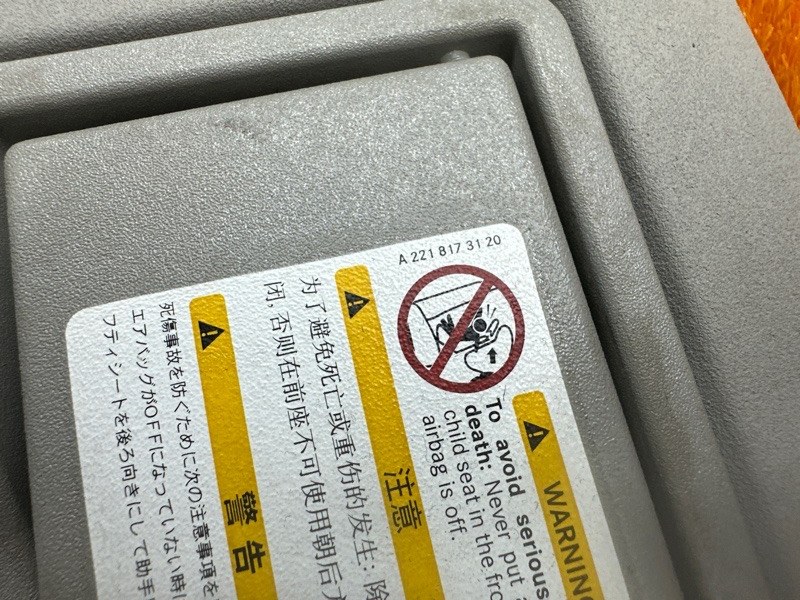 A 221 817 31 20
WARNING
To avoid serious
death: Never put
child seat in the
airbag is off.
注意
为了避免死亡或重伤的发生: 除
闭, 否则在前座不可使用朝后
警告
死傷事故を防ぐために次の注意事項を
エアバッグがOFFになっていない時
フティシートを後ろ向きにして助手